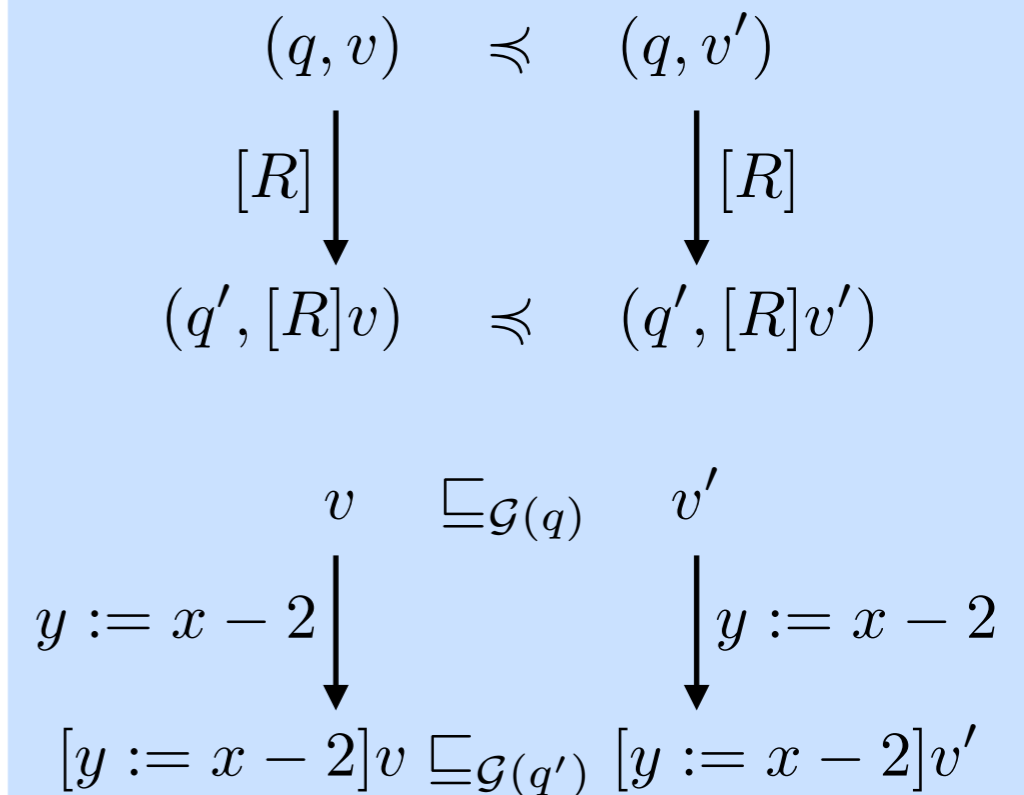 (q, v) ≼ (q, v′)
[R] [R]
(q′, [R]v) ≼ (q′, [R]v′)
v ⊑𝒢(q) v′
y := x − 2 y := x − 2
[y := x − 2]v ⊑𝒢(q′) [y := x − 2]v′